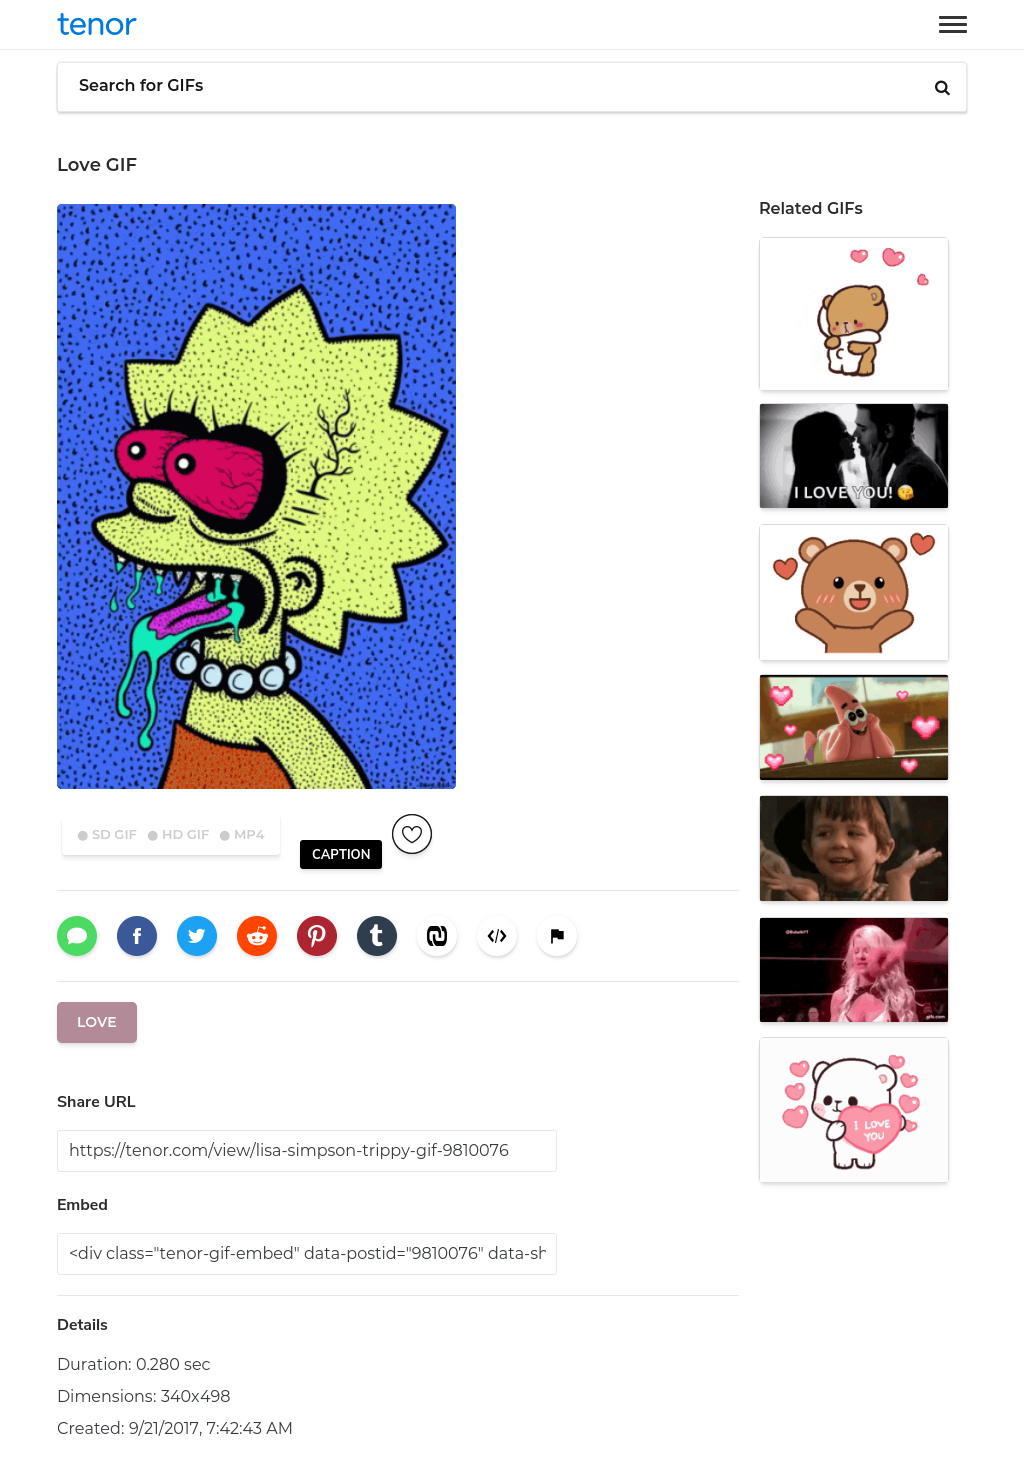 tenor
Search for GIFs
Love GIF
Related GIFs
I LOVE YOU!
I LOVE
YOU
gifs.com
SD GIF HD GIF MP4
CAPTION
LOVE
Share URL
https://tenor.com/view/lisa-simpson-trippy-gif-9810076
Embed
<div class="tenor-gif-embed" data-postid="9810076" data-sh
Details
Duration: 0.280 sec
Dimensions: 340x498
Created: 9/21/2017, 7:42:43 AM